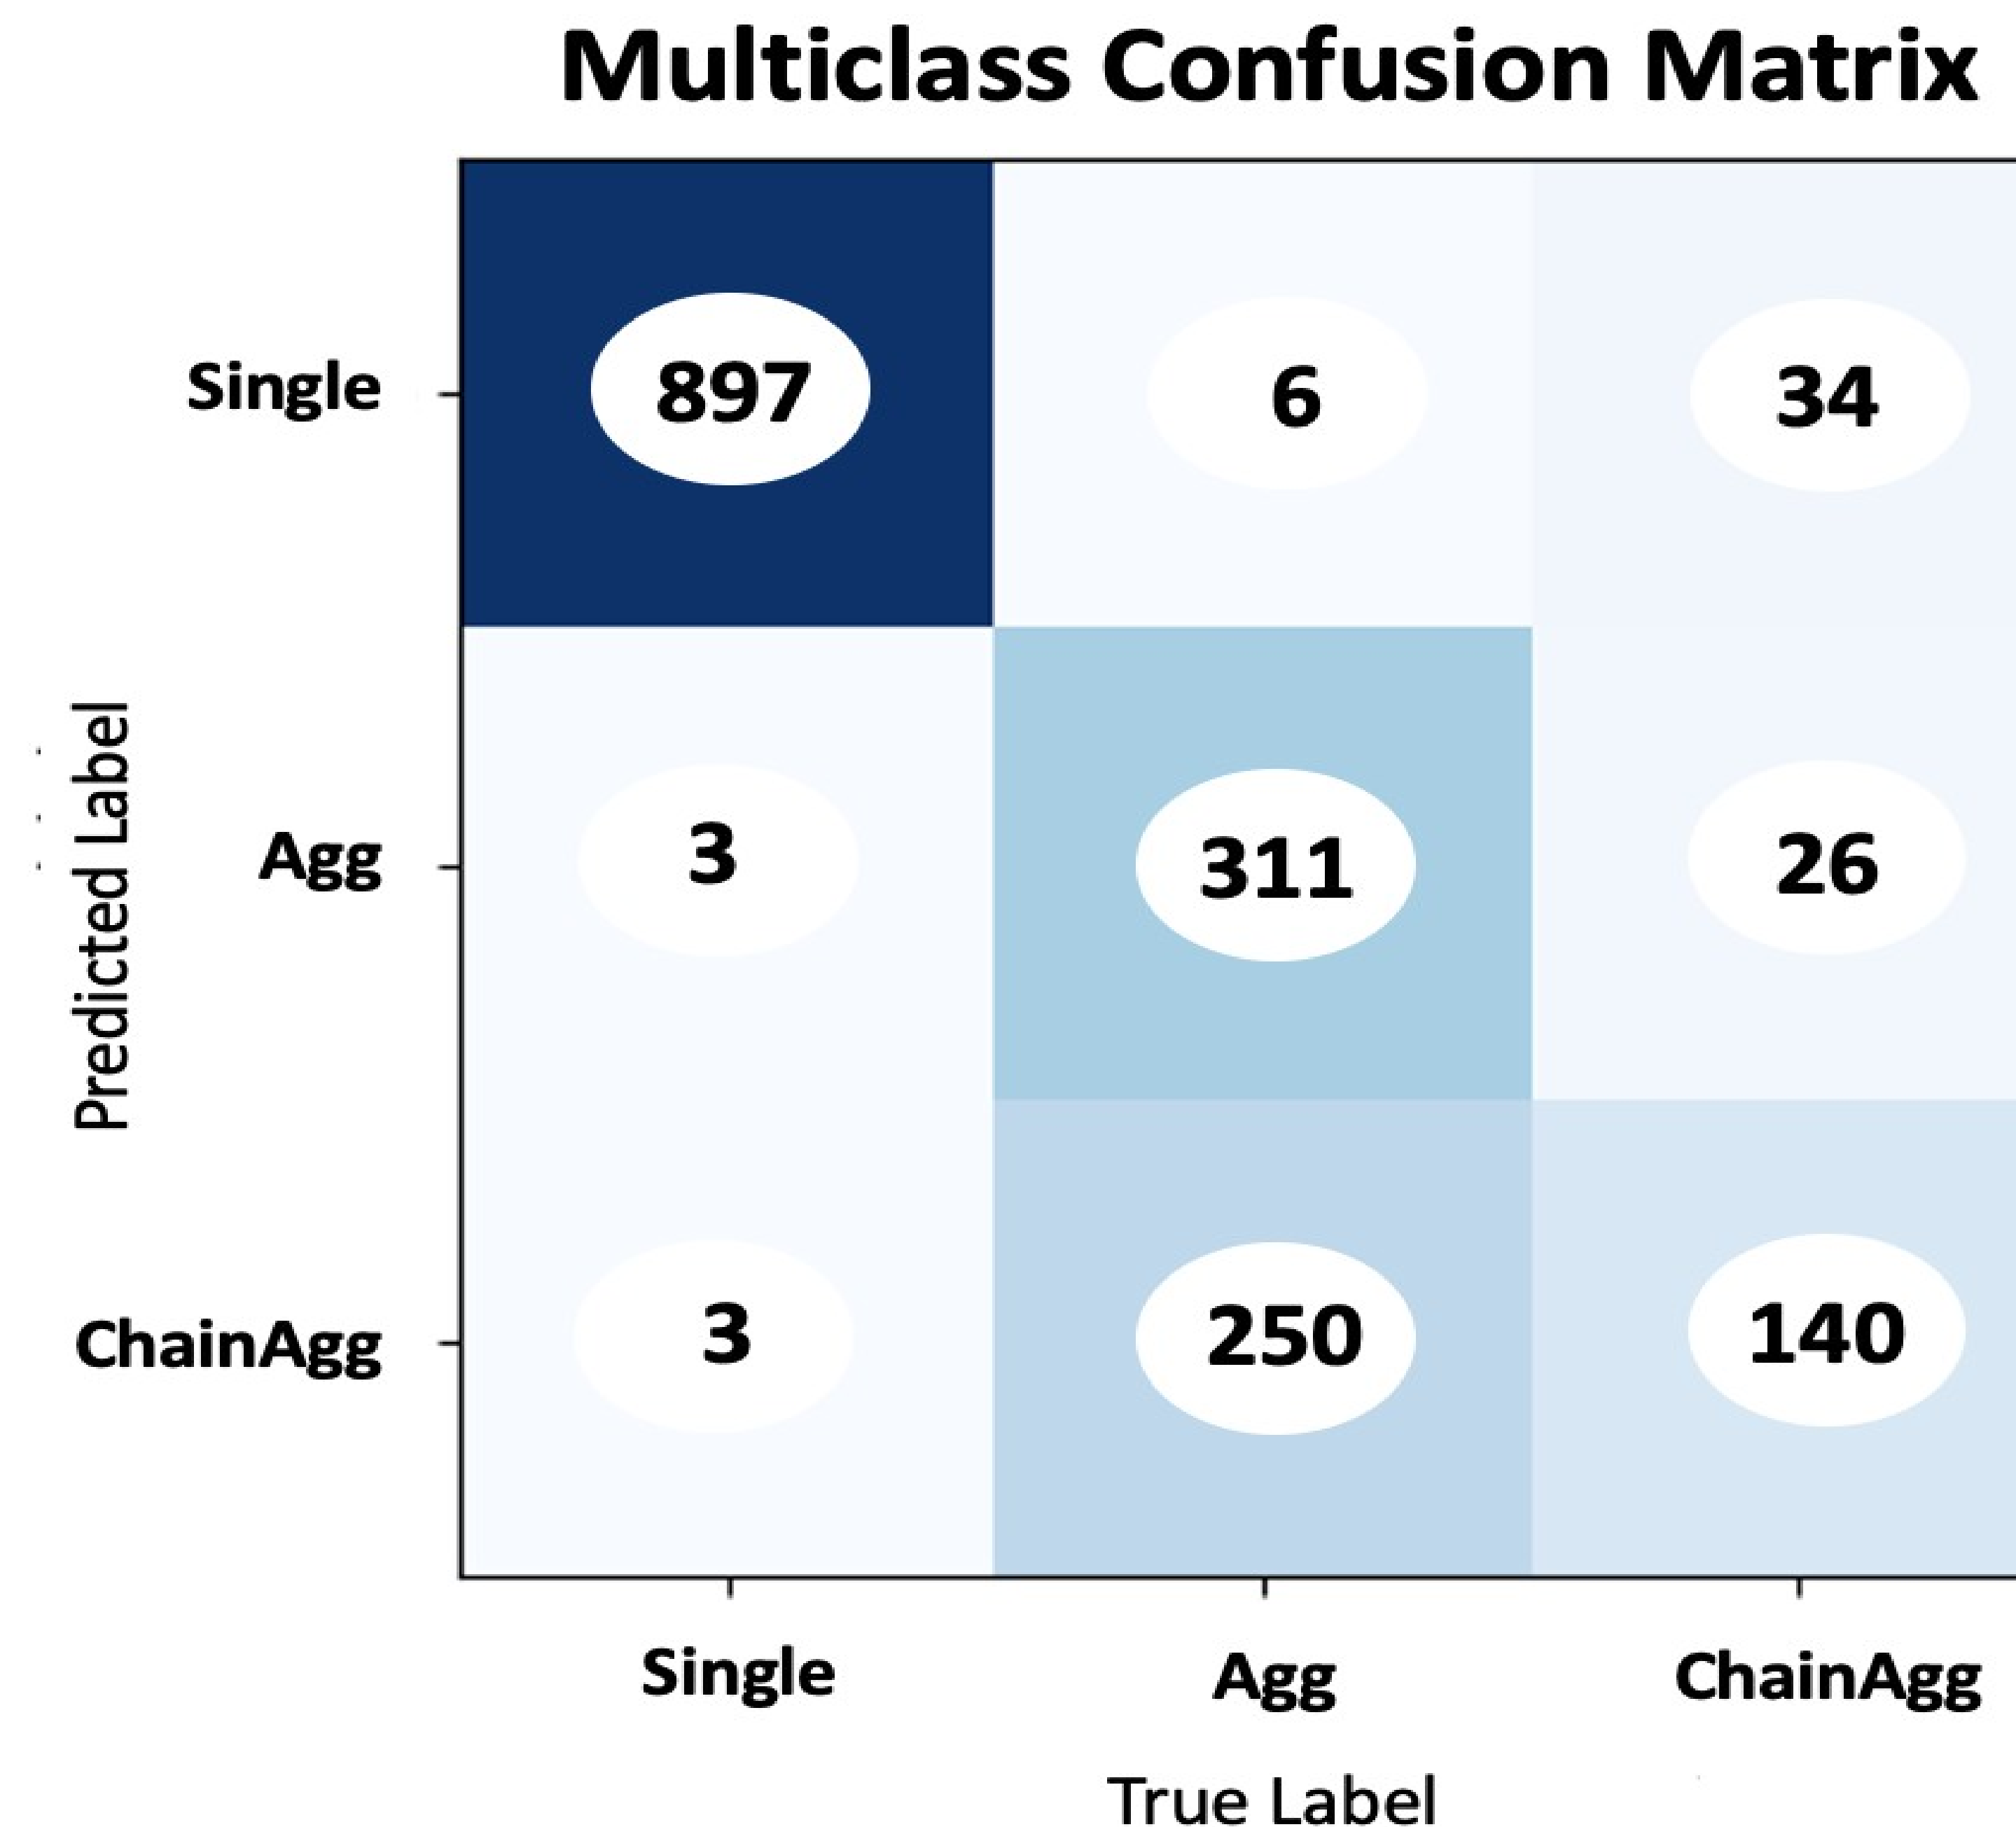 Multiclass Confusion Matrix
Single 897 6 34
Predicted Label
Agg 3 311 26
ChainAgg 3 250 140
Single Agg ChainAgg
True Label